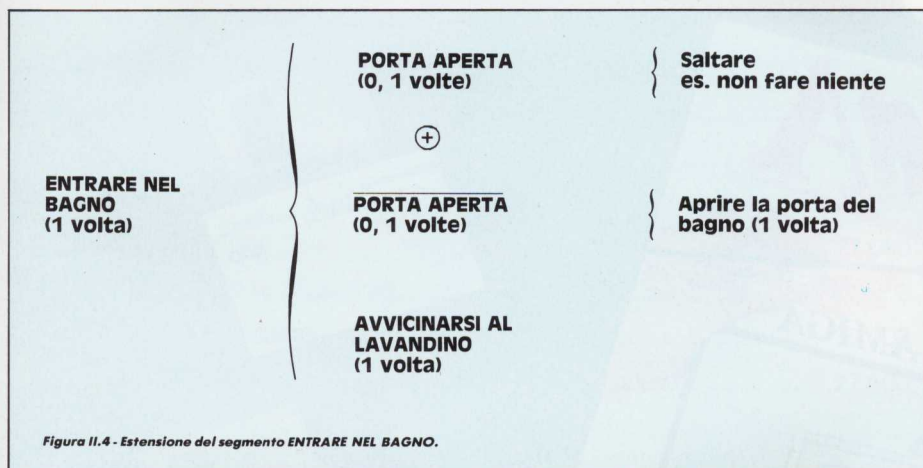 PORTA APERTA
(0, 1 volte)
Saltare
es. non fare niente
+
ENTRARE NEL
BAGNO
(1 volta)
PORTA APERTA
(0, 1 volte)
Aprire la porta del
bagno (1 volta)
AVVICINARSI AL
LAVANDINO
(1 volta)
Figura II.4 - Estensione del segmento ENTRARE NEL BAGNO.
AMIGA